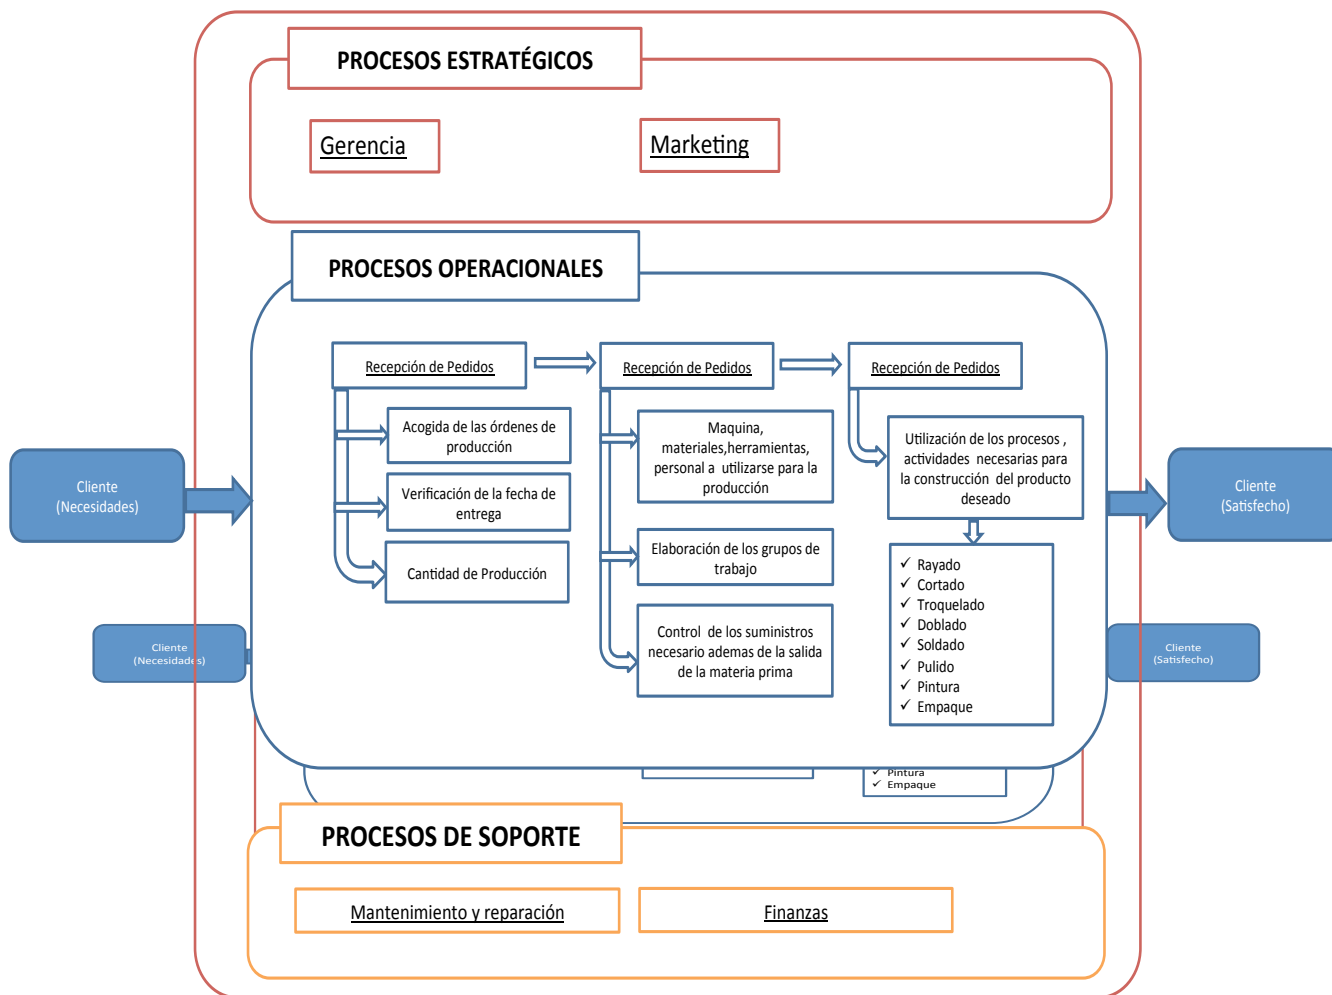 PROCESOS ESTRATÉGICOS
Gerencia
Marketing
PROCESOS OPERACIONALES
Recepción de Pedidos
Recepción de Pedidos
Recepción de Pedidos
Acogida de las órdenes de
producción
Verificación de la fecha de
entrega
Cantidad de Producción
Maquina,
materiales,herramientas,
personal a utilizarse para la
producción
Elaboración de los grupos de
trabajo
Control de los suministros
necesario ademas de la salida
de la materia prima
Utilización de los procesos ,
actividades necesarias para
la construcción del producto
deseado
✓ Rayado
✓ Cortado
✓ Troquelado
✓ Doblado
✓ Soldado
✓ Pulido
✓ Pintura
✓ Empaque
Cliente
(Necesidades)
Cliente
(Satisfecho)
Cliente
(Necesidades)
Cliente
(Satisfecho)
✓ Pintura
✓ Empaque
PROCESOS DE SOPORTE
Mantenimiento y reparación
Finanzas